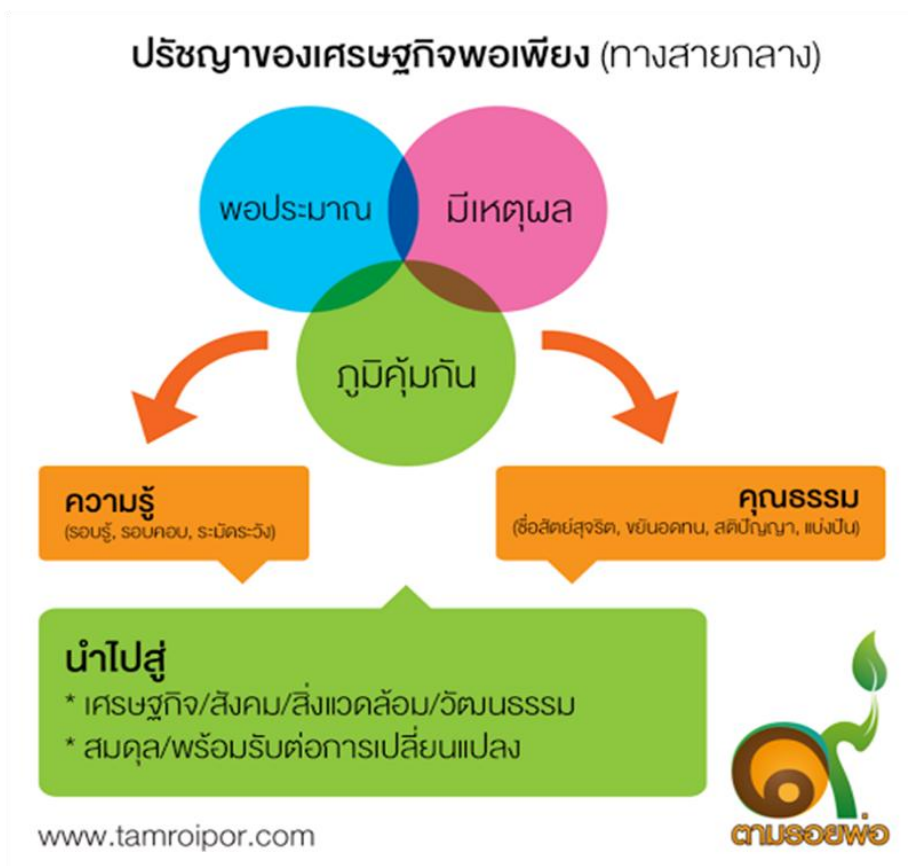 ปรัชญาของเศรษฐกิจพอเพียง (ทางสายกลาง)
พอประมาณ
มีเหตุผล
ภูมิคุ้มกัน
ความรู้
(รอบรู้, รอบคอบ, ระมัดระวัง)
คุณธรรม
(ซื่อสัตย์สุจริต, ขยันอดทน, สติปัญญา, แบ่งปัน)
นำไปสู่
* เศรษฐกิจ/สังคม/สิ่งแวดล้อม/วัฒนธรรม
* สมดุล/พร้อมรับต่อการเปลี่ยนแปลง
www.tamroipor.com
๙
ตามรอยพ่อ